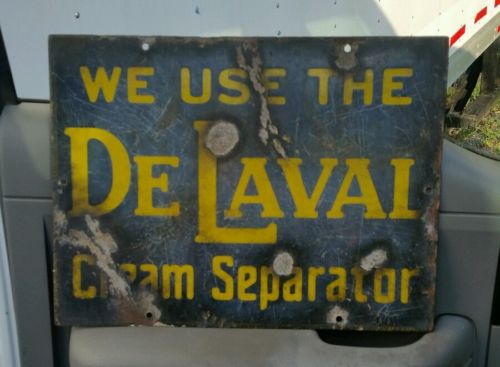 WE USE THE
DE LAVAL
Cream Separator